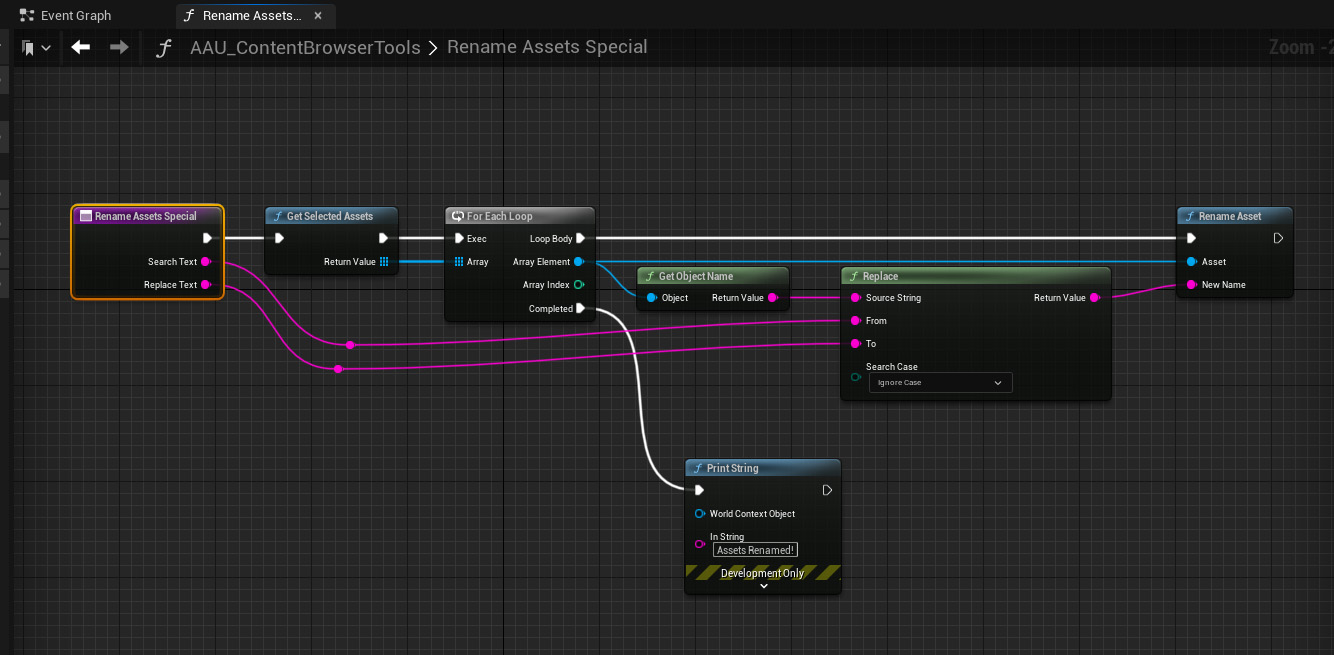 Event Graph
Rename Assets...
AAU_ContentBrowserTools > Rename Assets Special
Zoom -2
Rename Assets Special
Search Text
Replace Text
Get Selected Assets
Return Value
For Each Loop
Exec
Loop Body
Array
Array Element
Array Index
Completed
Get Object Name
Object
Return Value
Replace
Source String
Return Value
From
To
Search Case
Ignore Case
Rename Asset
Asset
New Name
Print String
World Context Object
In String
Assets Renamed!
Development Only